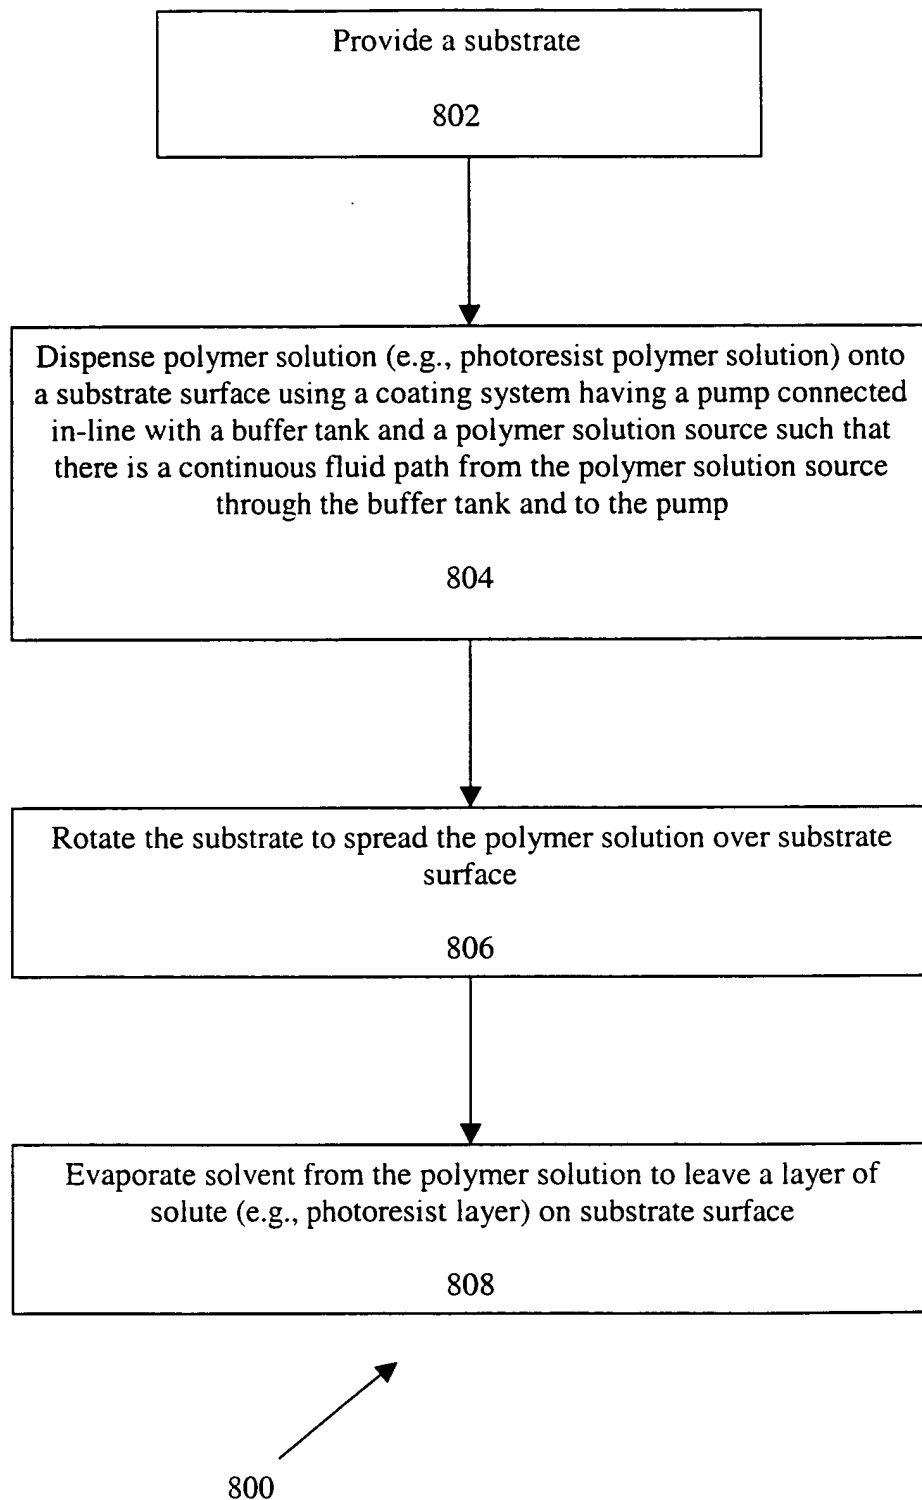 Provide a substrate
802
Dispense polymer solution (e.g., photoresist polymer solution) onto
a substrate surface using a coating system having a pump connected
in-line with a buffer tank and a polymer solution source such that
there is a continuous fluid path from the polymer solution source
through the buffer tank and to the pump
804
Rotate the substrate to spread the polymer solution over substrate
surface
806
Evaporate solvent from the polymer solution to leave a layer of
solute (e.g., photoresist layer) on substrate surface
808
800